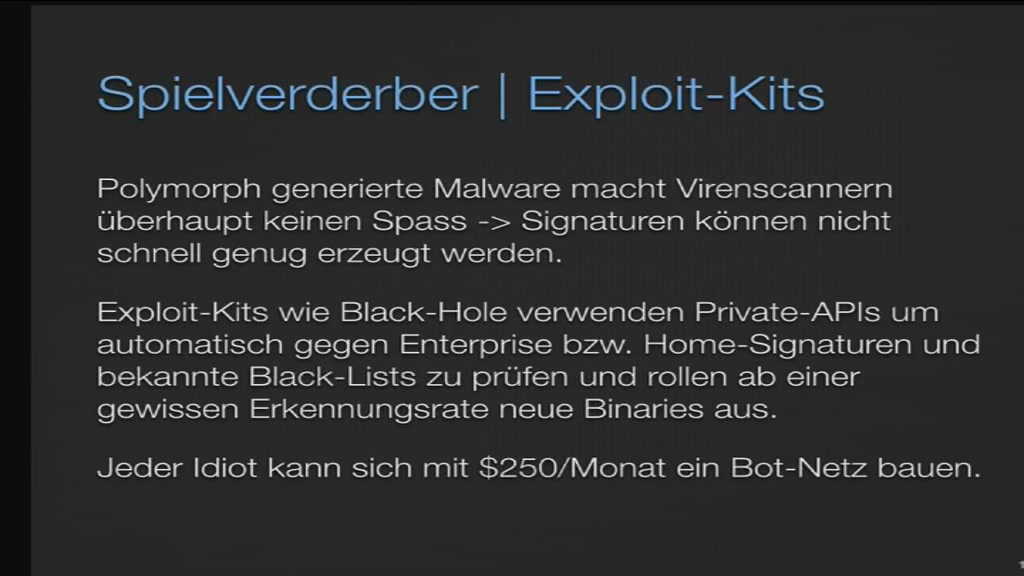 Spielverderber | Exploit-Kits
Polymorph generierte Malware macht Virenscannern
überhaupt keinen Spass -> Signaturen können nicht
schnell genug erzeugt werden.
Exploit-Kits wie Black-Hole verwenden Private-APIs um
automatisch gegen Enterprise bzw. Home-Signaturen und
bekannte Black-Lists zu prüfen und rollen ab einer
gewissen Erkennungsrate neue Binaries aus.
Jeder Idiot kann sich mit $250/Monat ein Bot-Netz bauen.